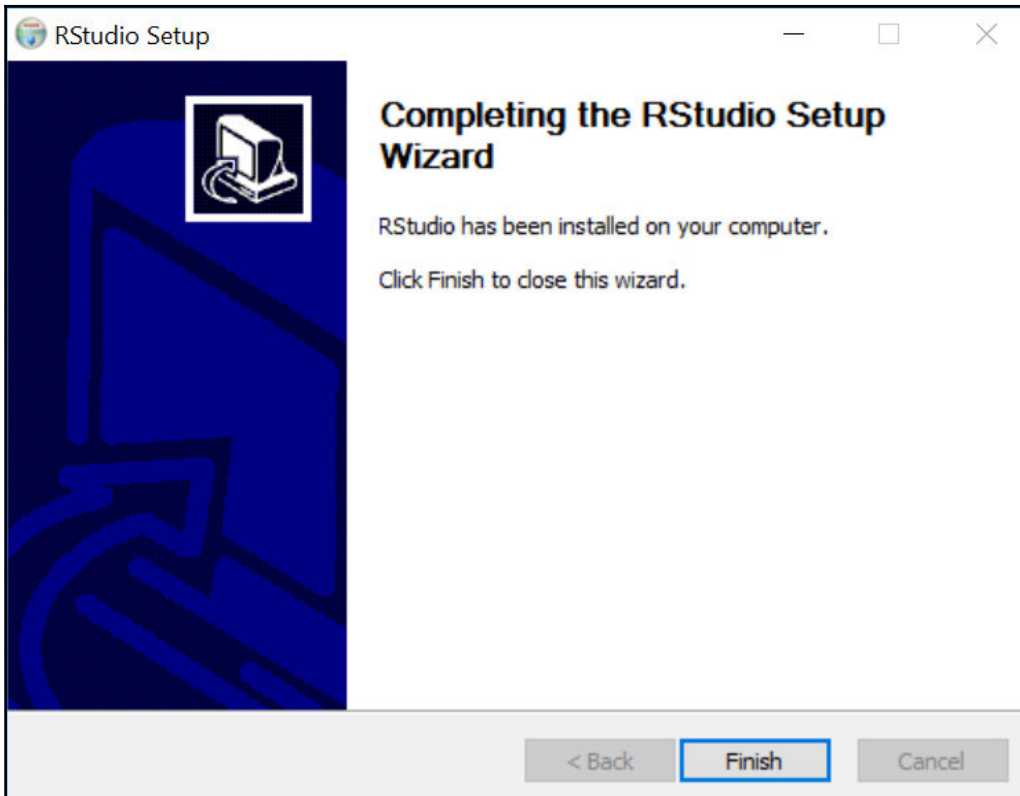 RStudio Setup
Completing the RStudio Setup
Wizard
RStudio has been installed on your computer.
Click Finish to close this wizard.
< Back
Finish
Cancel